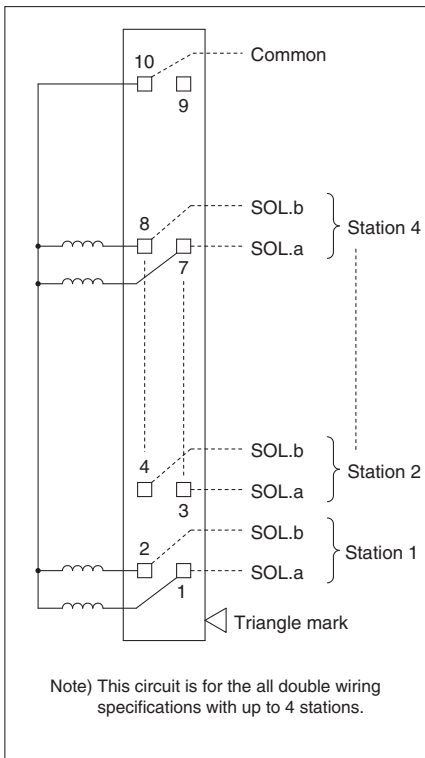 10
Common
9
8
SOL.b
SOL.a
Station 4
7
4
SOL.b
SOL.a
Station 2
3
2
SOL.b
SOL.a
Station 1
1
Triangle mark
Note) This circuit is for the all double wiring
specifications with up to 4 stations.